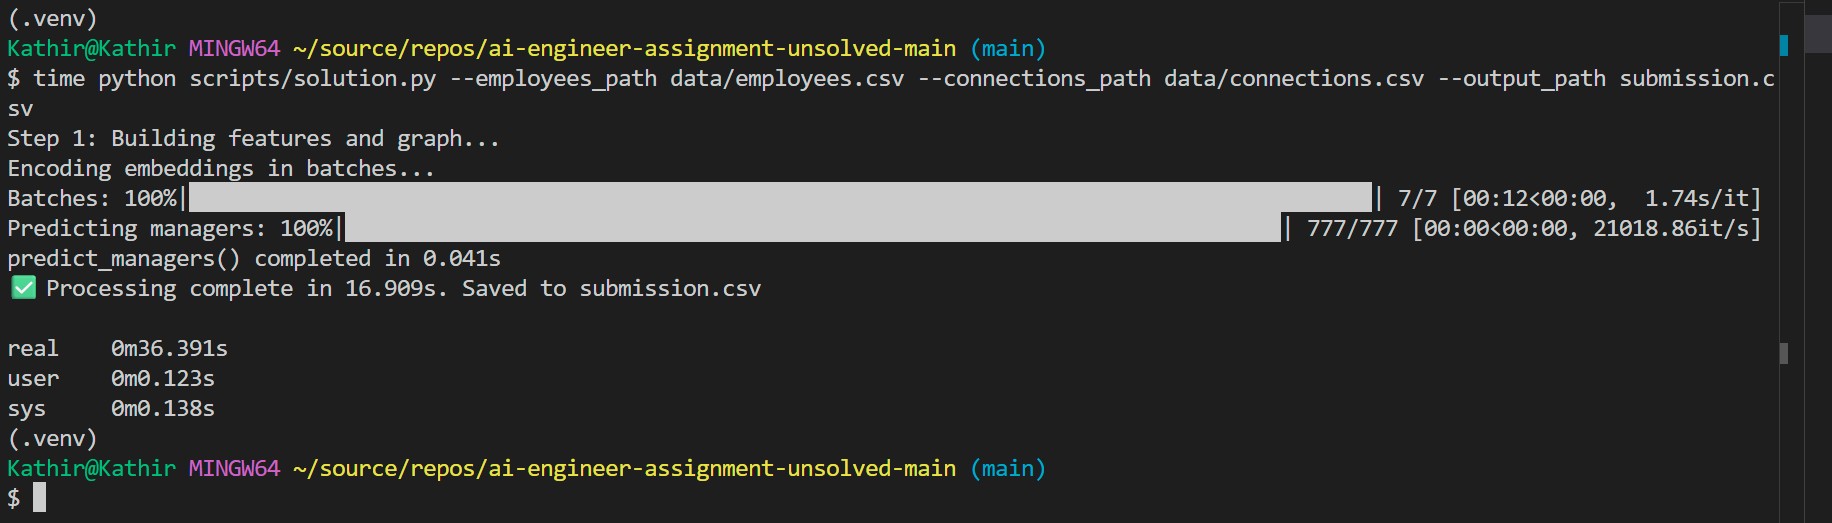 (.venv)
Kathir@Kathir MINGW64 ~/source/repos/ai-engineer-assignment-unsolved-main (main)
$ time python scripts/solution.py --employees_path data/employees.csv --connections_path data/connections.csv --output_path submission.c
sv
Step 1: Building features and graph...
Encoding embeddings in batches...
Batches: 100%|| 7/7 [00:12<00:00,  1.74s/it]
Predicting managers: 100%|| 777/777 [00:00<00:00, 21018.86it/s]
predict_managers() completed in 0.041s
✅ Processing complete in 16.909s. Saved to submission.csv
real    0m36.391s
user    0m0.123s
sys     0m0.138s
(.venv)
Kathir@Kathir MINGW64 ~/source/repos/ai-engineer-assignment-unsolved-main (main)
$